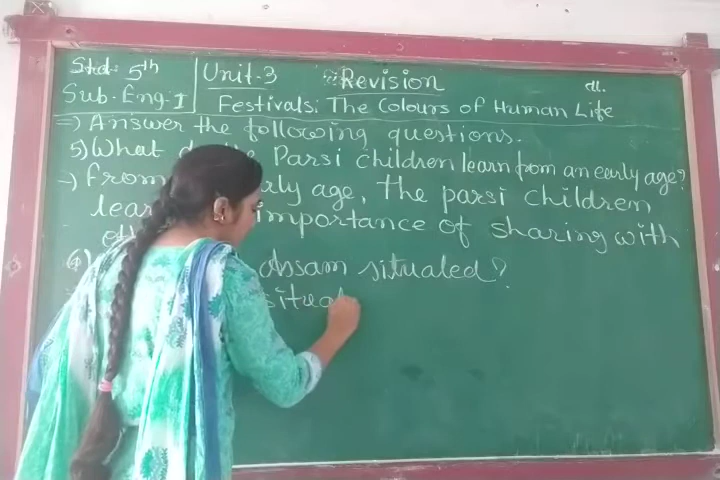 Std: 5th
Sub-Eng-I
Unit-3 Revision dt.
Festivals: The Colours of Human Life
=> Answer the following questions.
5) What Parsi children learn from an early age?
-> From early age, the parsi children
importance of sharing with
Assam situated?